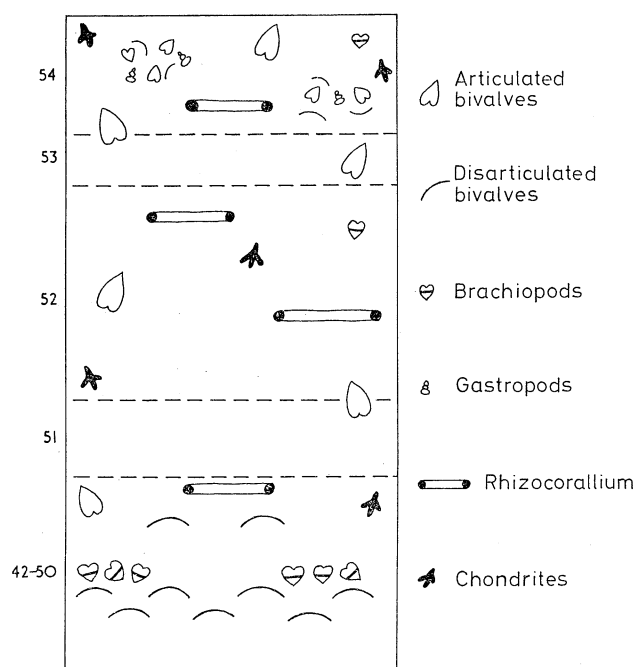 54
53
52
51
42-50
Articulated
bivalves
Disarticulated
bivalves
Brachiopods
Gastropods
Rhizocorallium
Chondrites